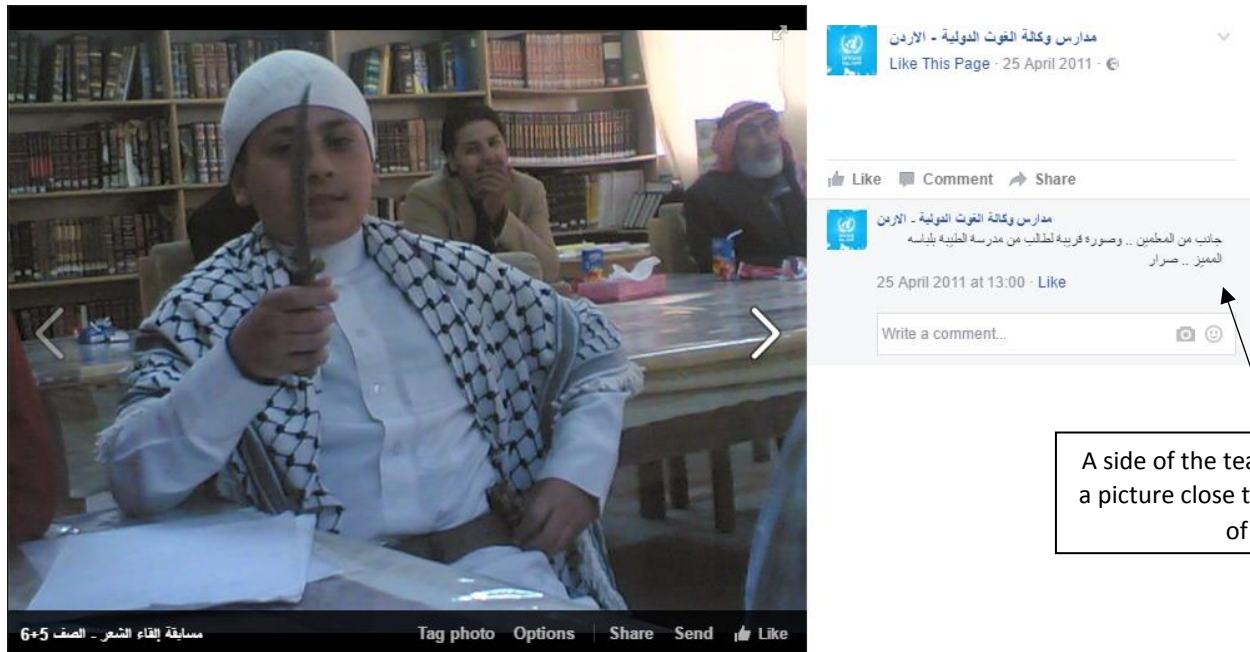 مدارس وكالة الغوث الدولية - الاردن
Like This Page · 25 April 2011 ·
Like Comment Share
مدارس وكالة الغوث الدولية - الاردن
جانب من المعلمين .. وصورة قريبة لطالب من مدرسة الطيبة بلباسه
المميز .. صرار
25 April 2011 at 13:00 · Like
Write a comment...
A side of the tea
a picture close t
of
مسابقة إلقاء الشعر - الصف 5+6
Tag photo Options Share Send Like